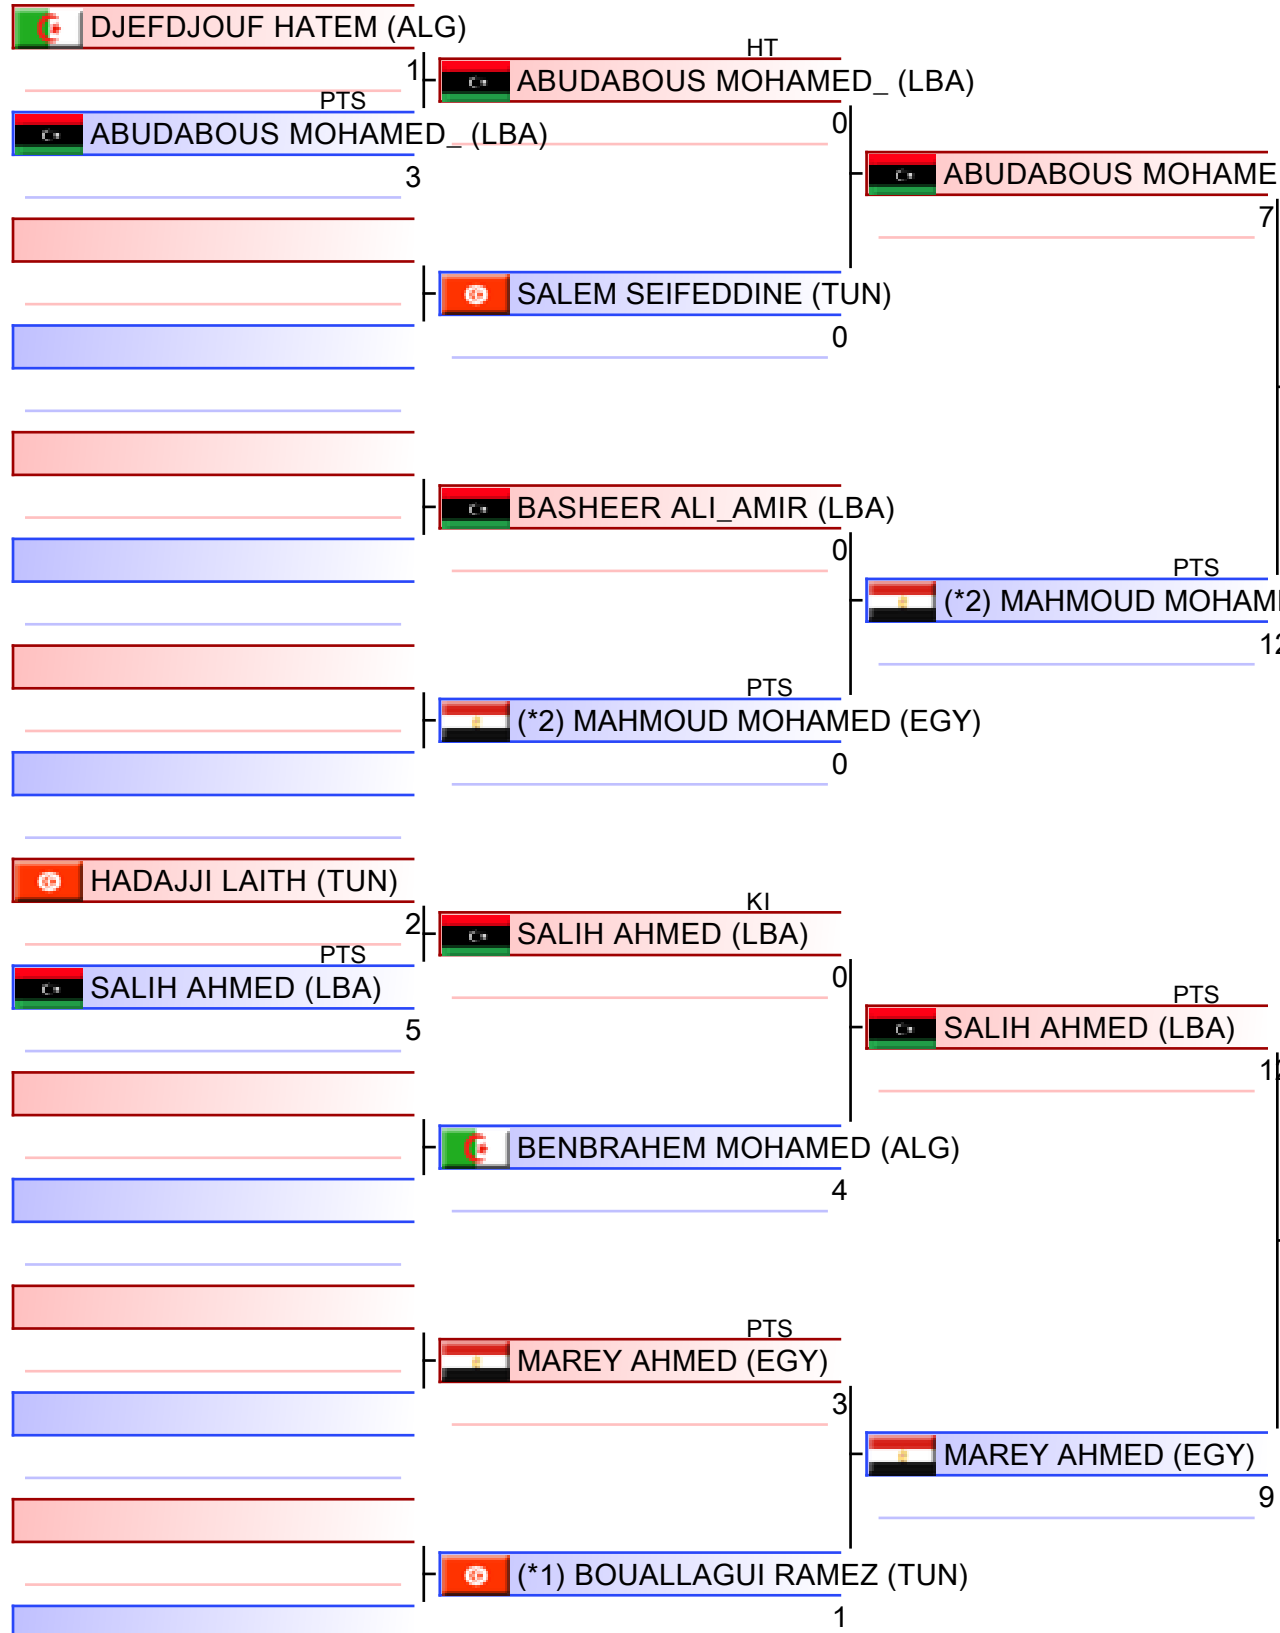 DJEFDJOUF HATEM (ALG)
1
PTS
ABUDABOUS MOHAMED_ (LBA)
3
HT
ABUDABOUS MOHAMED_ (LBA)
0
SALEM SEIFEDDINE (TUN)
0
ABUDABOUS MOHAME
7
BASHEER ALI_AMIR (LBA)
0
PTS
(*2) MAHMOUD MOHAMED (EGY)
0
PTS
(*2) MAHMOUD MOHAM
12
HADAJJI LAITH (TUN)
2
PTS
SALIH AHMED (LBA)
5
KI
SALIH AHMED (LBA)
0
BENBRAHEM MOHAMED (ALG)
4
PTS
SALIH AHMED (LBA)
PTS
MAREY AHMED (EGY)
3
(*1) BOUALLAGUI RAMEZ (TUN)
1
MAREY AHMED (EGY)
9